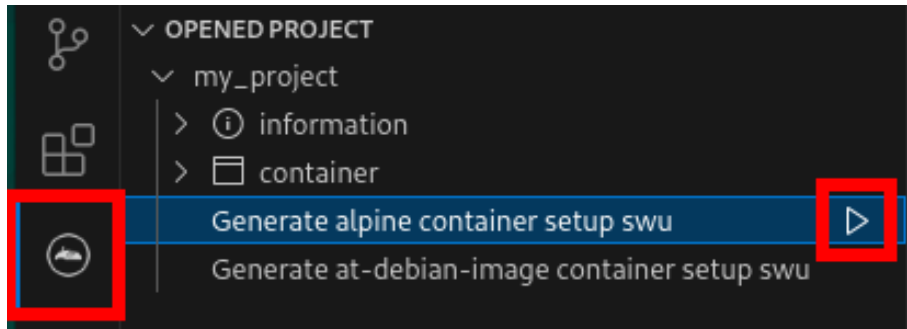 OPENED PROJECT
my_project
information
container
Generate alpine container setup swu
Generate at-debian-image container setup swu